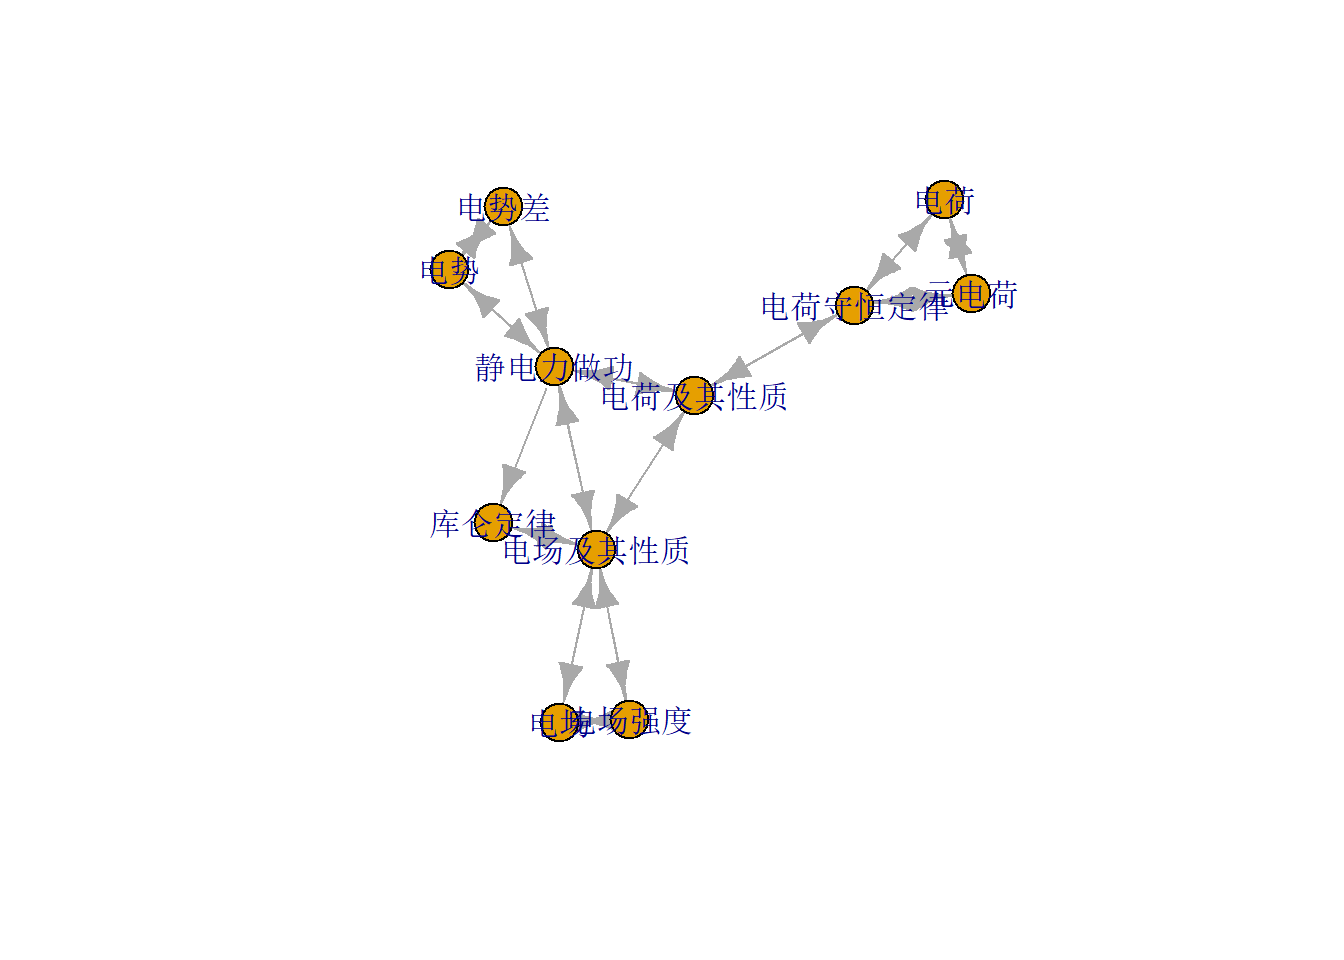 电荷
电势差
电势
元电荷
电荷守恒定律
静电力做功
电荷及其性质
库仑定律
电场及其性质
电场
电场强度